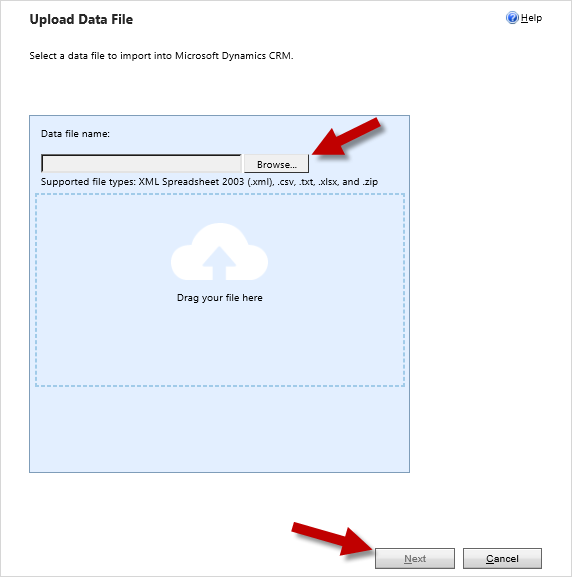 Upload Data File
Help
Select a data file to import into Microsoft Dynamics CRM.
Data file name:
Browse...
Supported file types: XML Spreadsheet 2003 (.xml), .csv, .txt, .xlsx, and .zip
Drag your file here
Next
Cancel